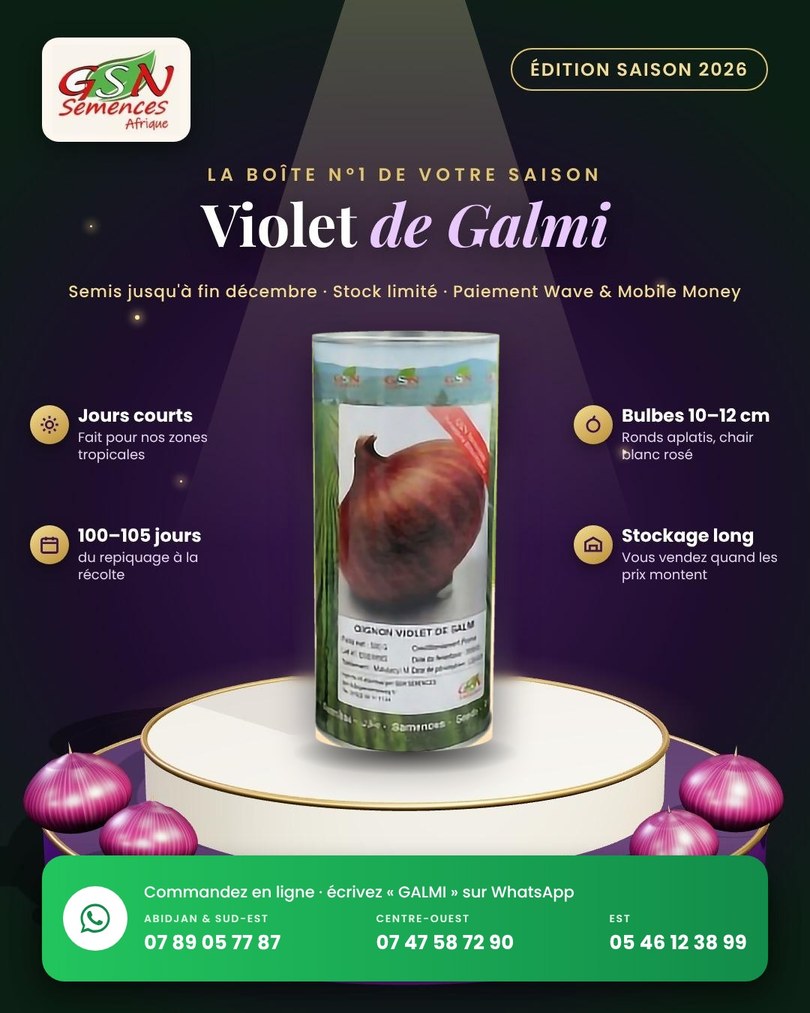 GSN
Semences
Afrique
ÉDITION SAISON 2026
LA BOÎTE N°1 DE VOTRE SAISON
Violet de Galmi
Semis jusqu'à fin décembre · Stock limité · Paiement Wave & Mobile Money
Jours courts
Fait pour nos zones
tropicales
Bulbes 10–12 cm
Ronds aplatis, chair
blanc rosé
100–105 jours
du repiquage à la
récolte
Stockage long
Vous vendez quand les
prix montent
GSN GSN GSN
OIGNON VIOLET DE GALMI
Semences
Commandez en ligne · écrivez « GALMI » sur WhatsApp
ABIDJAN & SUD-EST
07 89 05 77 87
CENTRE-OUEST
07 47 58 72 90
EST
05 46 12 38 99